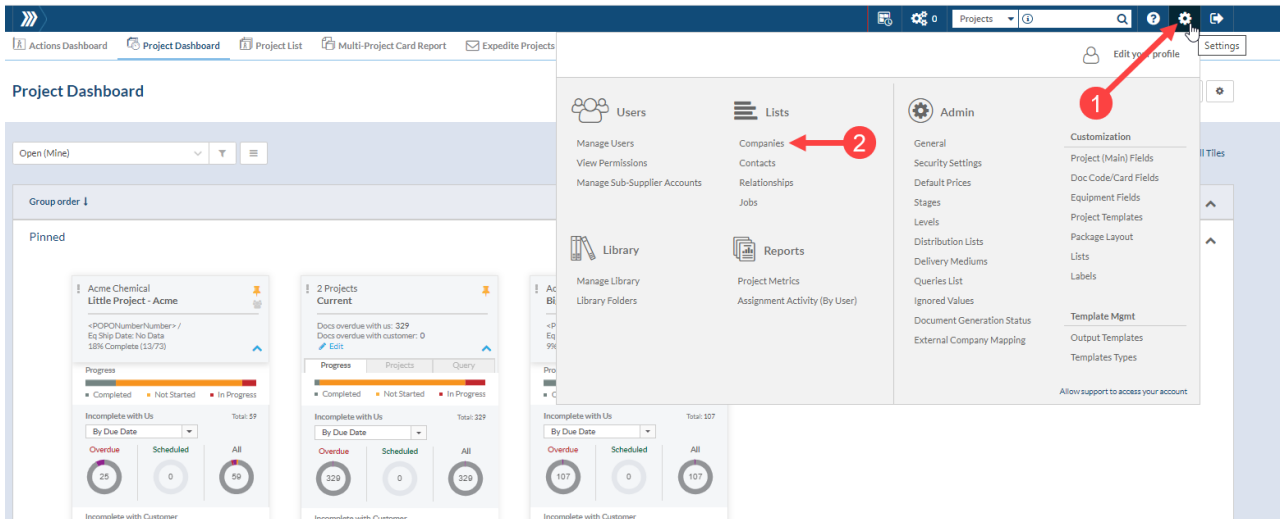 0
Projects
Settings
Actions Dashboard
Project Dashboard
Project List
Multi-Project Card Report
Expedite Projects
Edit your profile
1
Project Dashboard
Users
Manage Users
View Permissions
Manage Sub-Supplier Accounts
Lists
Companies
2
Contacts
Relationships
Jobs
Library
Manage Library
Library Folders
Reports
Project Metrics
Assignment Activity (By User)
Admin
General
Security Settings
Default Prices
Stages
Levels
Distribution Lists
Delivery Mediums
Queries List
Ignored Values
Document Generation Status
External Company Mapping
Customization
Project (Main) Fields
Doc Code/Card Fields
Equipment Fields
Project Templates
Package Layout
Lists
Labels
Template Mgmt
Output Templates
Templates Types
Allow support to access your account
Open (Mine)
ll Tiles
Group order
Pinned
! Acme Chemical
Little Project - Acme
<POPONumberNumber> /
Eq Ship Date: No Data
18% Complete (13/73)
Progress
Completed Not Started In Progress
Incomplete with Us Total: 59
By Due Date
Overdue Scheduled All
25 0 59
Incomplete with Customer
! 2 Projects
Current
Docs overdue with us: 329
Docs overdue with customer: 0
Edit
Progress Projects Query
Completed Not Started In Progress
Incomplete with Us Total: 329
By Due Date
Overdue Scheduled All
329 0 329
Incomplete with Customer
! Ac
Bi
<P
Eq
9%
Pro
C
Incomplete with Us Total: 107
By Due Date
Overdue Scheduled All
107 0 107
Incomplete with Customer